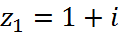 z₁ = 1 + i